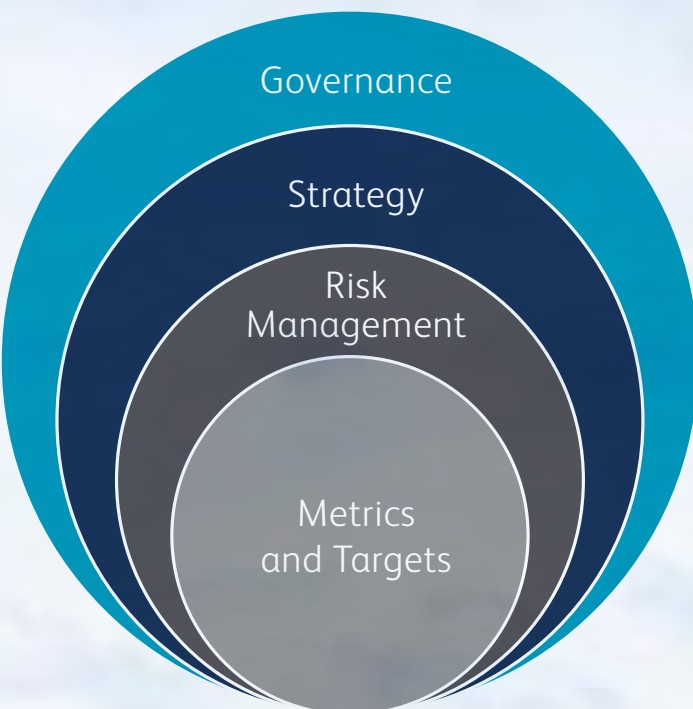 Governance
Strategy
Risk
Management
Metrics
and Targets